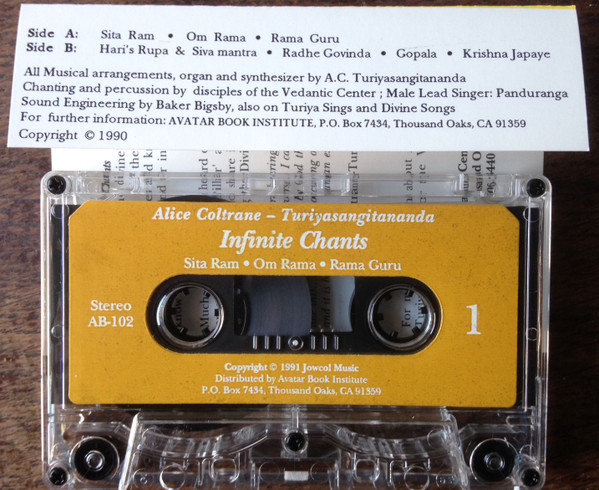 Side A: Sita Ram • Om Rama • Rama Guru
Side B: Hari's Rupa & Siva mantra • Radhe Govinda • Gopala • Krishna Japaye
All Musical arrangements, organ and synthesizer by A.C. Turiyasangitananda
Chanting and percussion by disciples of the Vedantic Center ; Male Lead Singer: Panduranga
Sound Engineering by Baker Bigsby, also on Turiya Sings and Divine Songs
For further information: AVATAR BOOK INSTITUTE, P.O. Box 7434, Thousand Oaks, CA 91359
Copyright © 1990
Chants
Alice Coltrane – Turiyasangitananda
Infinite Chants
Sita Ram • Om Rama • Rama Guru
Stereo
AB-102
1
Copyright © 1991 Jowcol Music
Distributed by Avatar Book Institute
P.O. Box 7434, Thousand Oaks, CA 91359